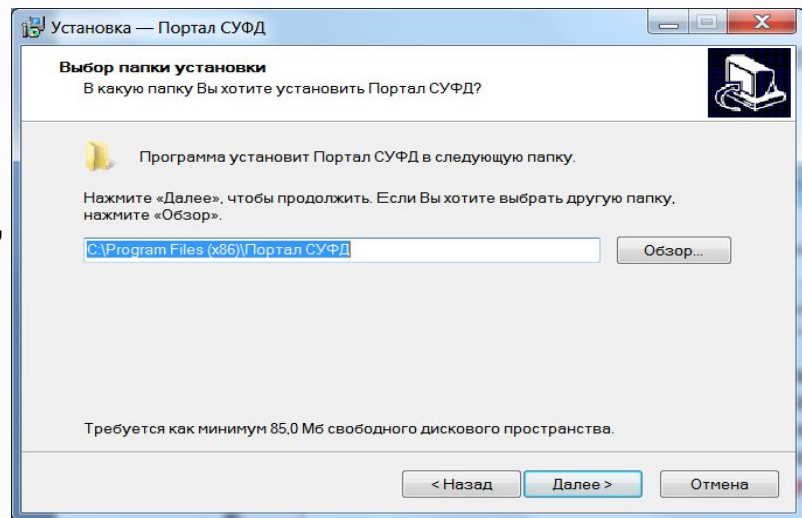 Установка — Портал СУФД
Выбор папки установки
В какую папку Вы хотите установить Портал СУФД?
Программа установит Портал СУФД в следующую папку.
Нажмите «Далее», чтобы продолжить. Если Вы хотите выбрать другую папку,
нажмите «Обзор».
C:\Program Files (x86)\Портал СУФД
Обзор...
Требуется как минимум 85,0 Мб свободного дискового пространства.
< Назад
Далее >
Отмена